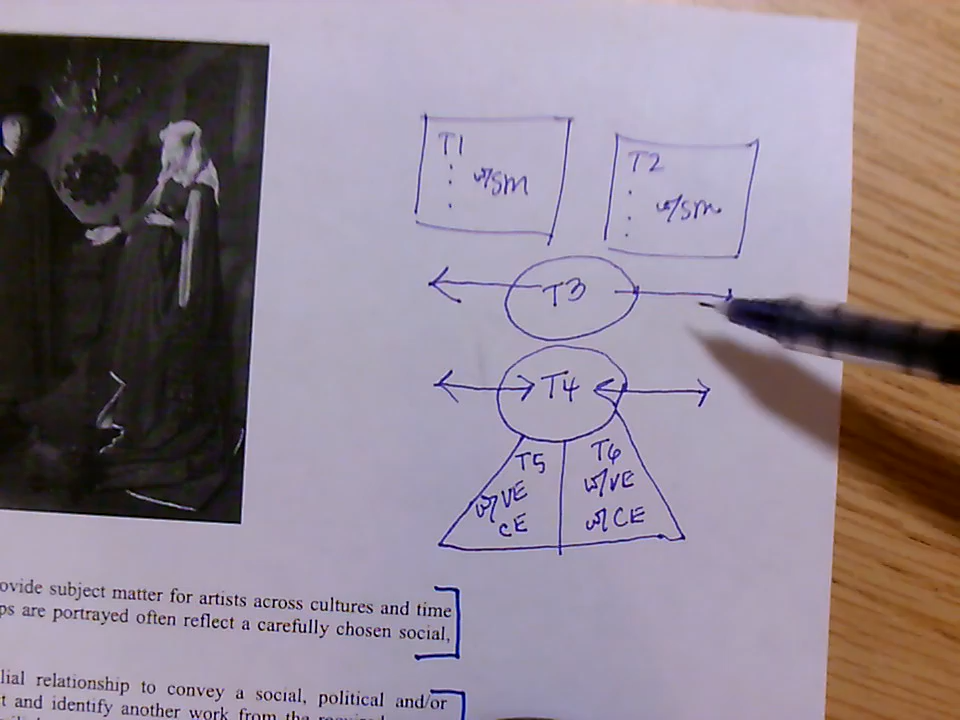 T1
w/SM
T2
w/SM
T3
T4
T5
w/VE
CE
T6
w/VE
w/CE
ovide subject matter for artists across cultures and time
ps are portrayed often reflect a carefully chosen social,
lial relationship to convey a social, political and/or
t and identify another work from the